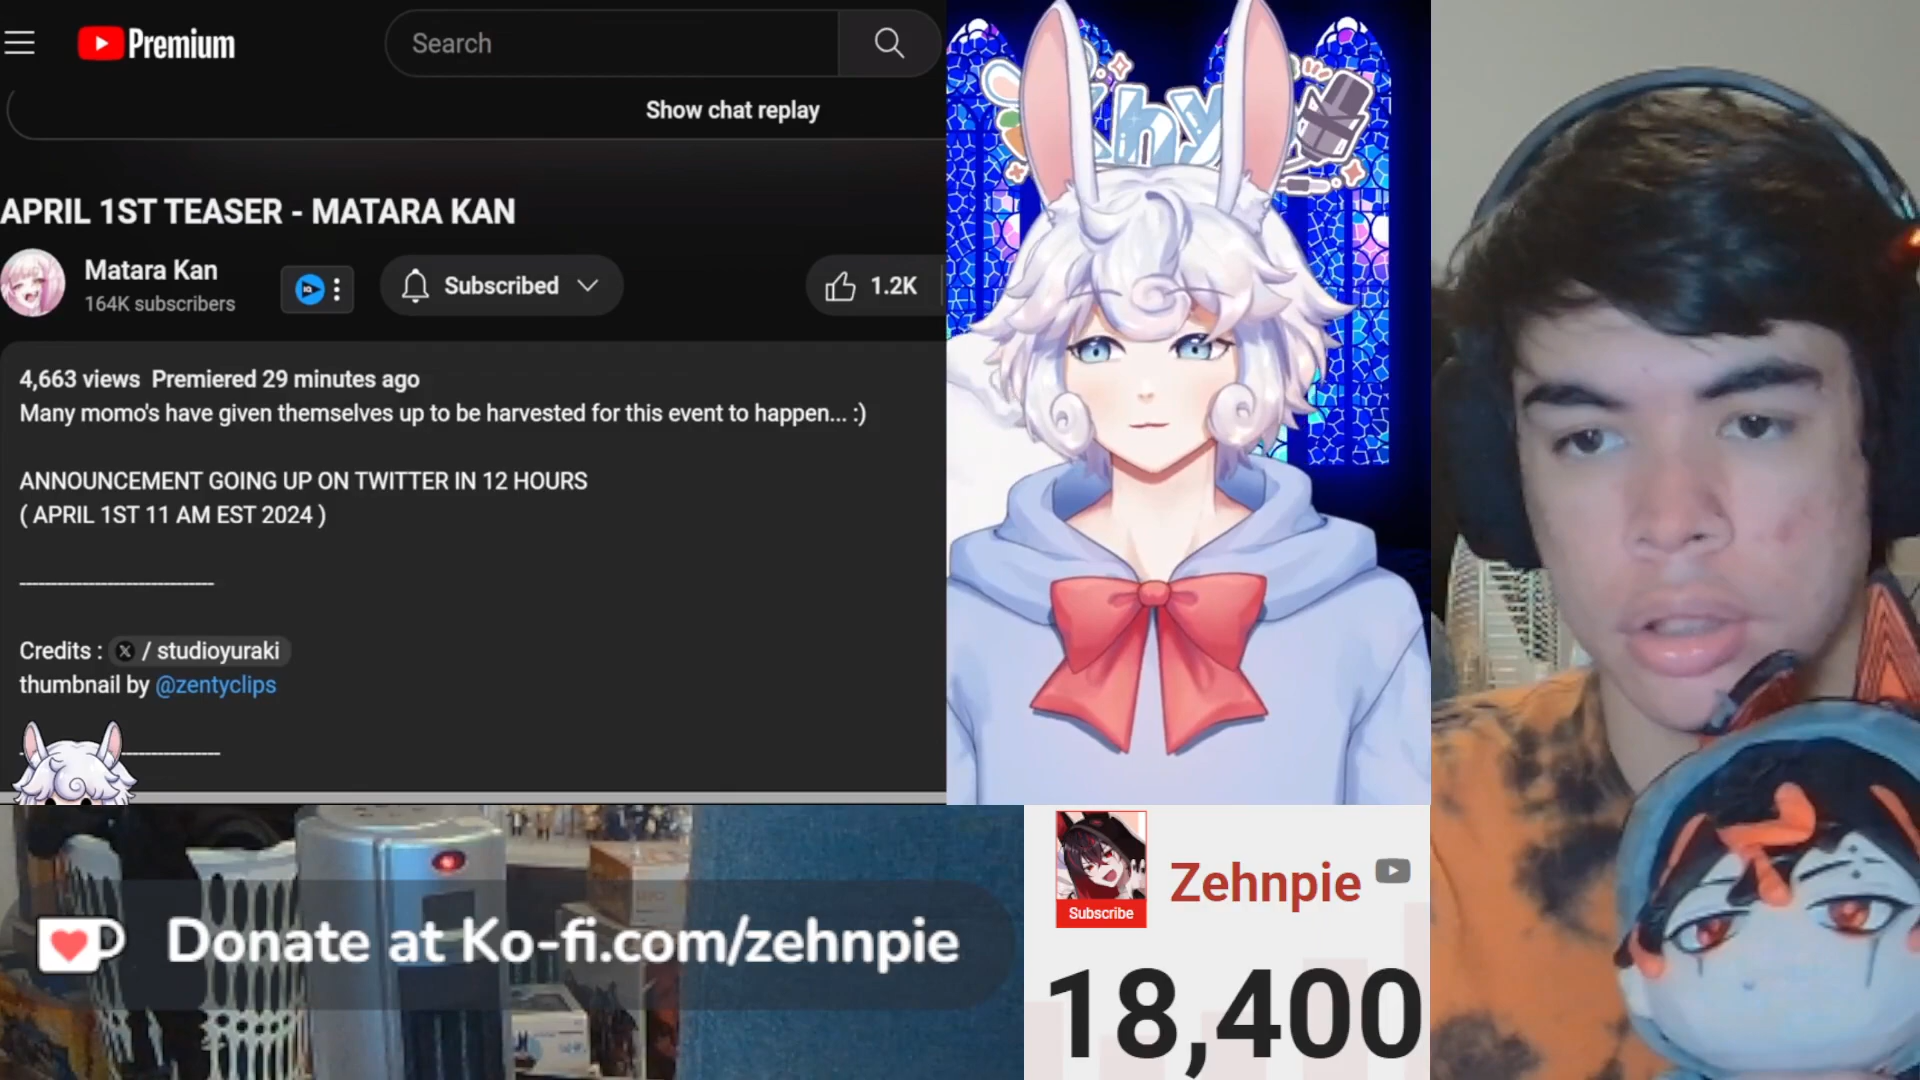 Premium
Search
Show chat replay
APRIL 1ST TEASER - MATARA KAN
Matara Kan
164K subscribers
Subscribed
1.2K
4,663 views  Premiered 29 minutes ago
Many momo's have given themselves up to be harvested for this event to happen... :)
ANNOUNCEMENT GOING UP ON TWITTER IN 12 HOURS
( APRIL 1ST 11 AM EST 2024 )
------------------------------
Credits : X / studioyuraki
thumbnail by @zentyclips
Donate at Ko-fi.com/zehnpie
Zehnpie
Subscribe
18,400